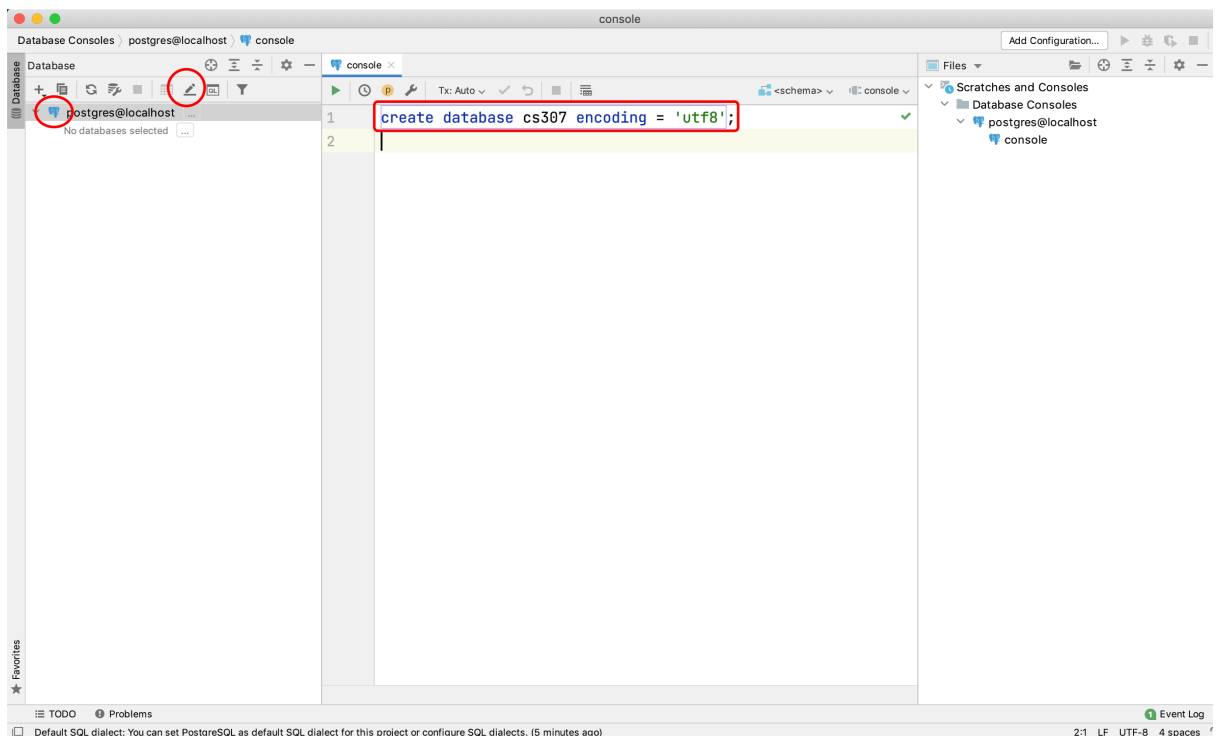 console
Database Consoles postgres@localhost console
Add Configuration...
Database
Database
QL
postgres@localhost ...
No databases selected ...
Favorites
console
p Tx: Auto <schema> console
1 create database cs307 encoding = 'utf8';
2
Files
Scratches and Consoles
Database Consoles
postgres@localhost
console
TODO Problems
1 Event Log
Default SQL dialect: You can set PostgreSQL as default SQL dialect for this project or configure SQL dialects. (5 minutes ago)
2:1 LF UTF-8 4 spaces